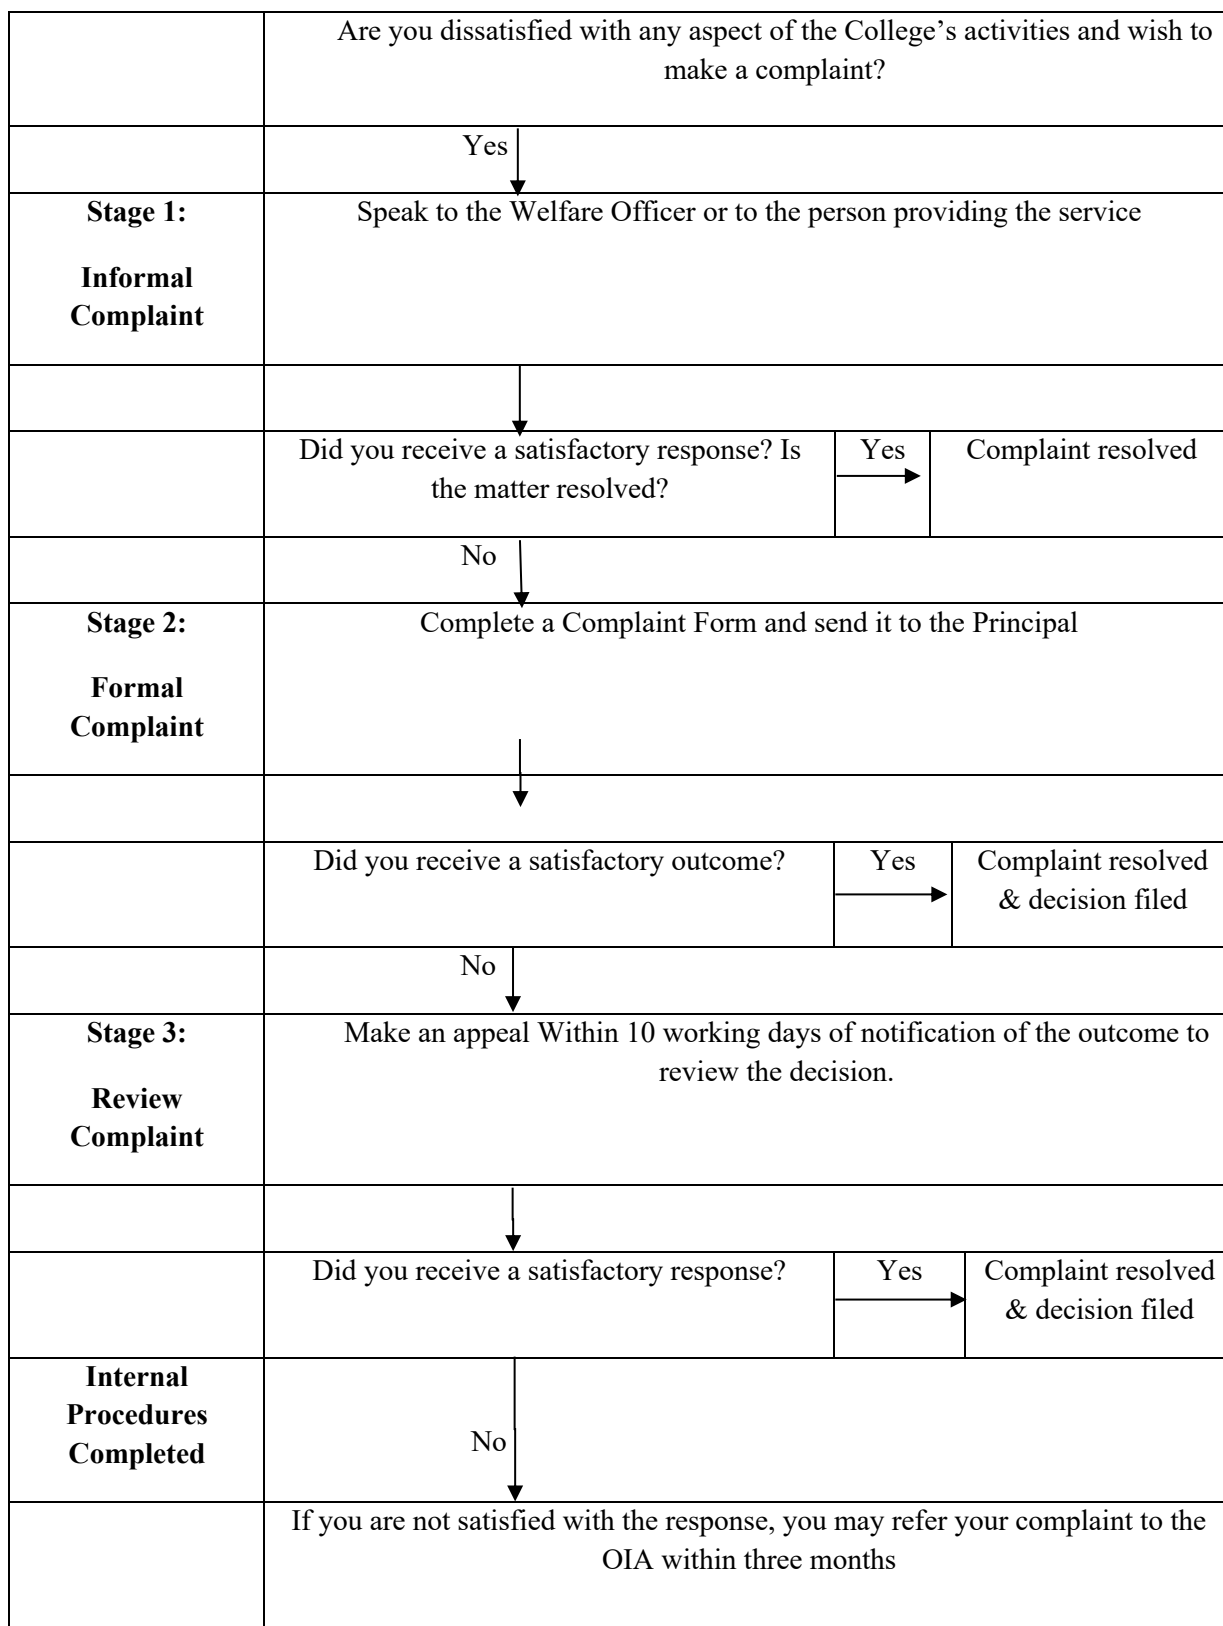 Are you dissatisfied with any aspect of the College’s activities and wish to
make a complaint?
Yes
Stage 1:
Informal
Complaint
Speak to the Welfare Officer or to the person providing the service
Did you receive a satisfactory response? Is
the matter resolved?
Yes
Complaint resolved
No
Stage 2:
Formal
Complaint
Complete a Complaint Form and send it to the Principal
Did you receive a satisfactory outcome?
Yes
Complaint resolved
& decision filed
No
Stage 3:
Review
Complaint
Make an appeal Within 10 working days of notification of the outcome to
review the decision.
Did you receive a satisfactory response?
Yes
Complaint resolved
& decision filed
Internal
Procedures
Completed
No
If you are not satisfied with the response, you may refer your complaint to the
OIA within three months